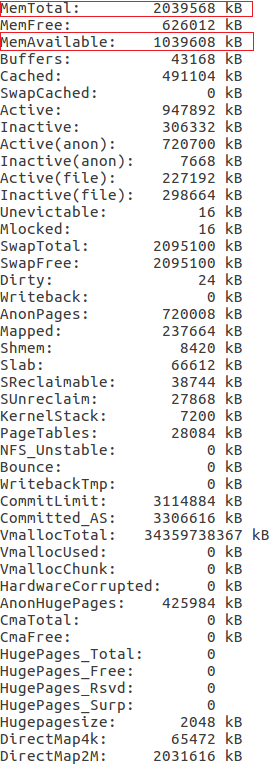 MemTotal:        2039568 kB
MemFree:          626012 kB
MemAvailable:    1039608 kB
Buffers:           43168 kB
Cached:           491104 kB
SwapCached:            0 kB
Active:           947892 kB
Inactive:         306332 kB
Active(anon):     720700 kB
Inactive(anon):     7668 kB
Active(file):     227192 kB
Inactive(file):   298664 kB
Unevictable:          16 kB
Mlocked:              16 kB
SwapTotal:       2095100 kB
SwapFree:        2095100 kB
Dirty:                24 kB
Writeback:             0 kB
AnonPages:        720008 kB
Mapped:           237664 kB
Shmem:              8420 kB
Slab:              66612 kB
SReclaimable:      38744 kB
SUnreclaim:        27868 kB
KernelStack:        7200 kB
PageTables:        28084 kB
NFS_Unstable:          0 kB
Bounce:                0 kB
WritebackTmp:          0 kB
CommitLimit:     3114884 kB
Committed_AS:    3306616 kB
VmallocTotal:   34359738367 kB
VmallocUsed:           0 kB
VmallocChunk:          0 kB
HardwareCorrupted:     0 kB
AnonHugePages:    425984 kB
CmaTotal:              0 kB
CmaFree:               0 kB
HugePages_Total:       0
HugePages_Free:        0
HugePages_Rsvd:        0
HugePages_Surp:        0
Hugepagesize:       2048 kB
DirectMap4k:       65472 kB
DirectMap2M:     2031616 kB